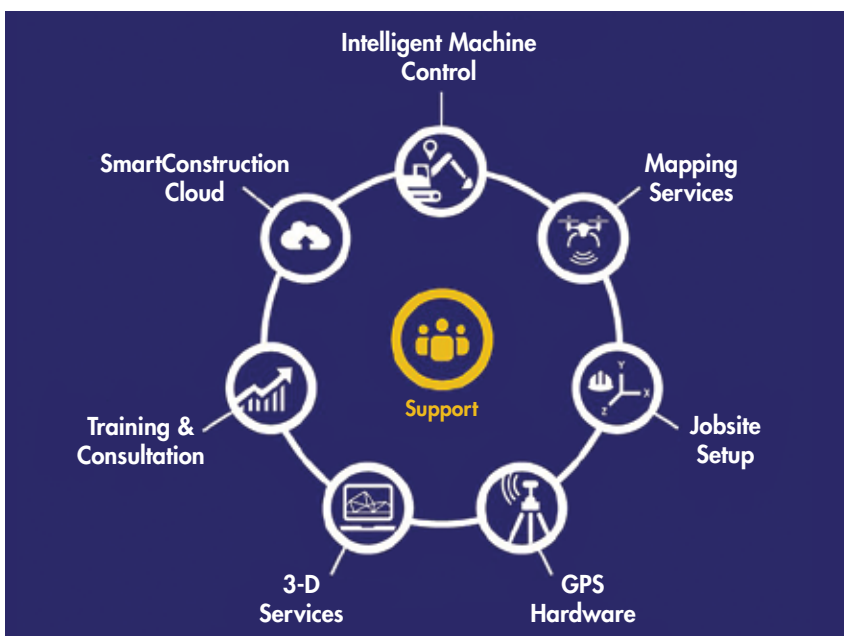 Intelligent Machine
Control
SmartConstruction
Cloud
Mapping
Services
Support
Training &
Consultation
Jobsite
Setup
3-D
Services
GPS
Hardware
Y
X
Z